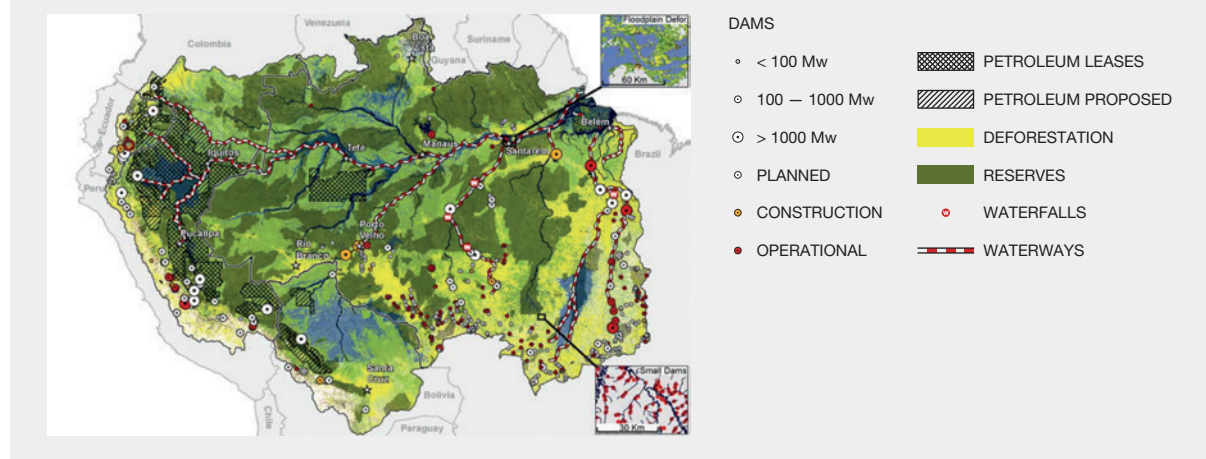 Venezuela
Colombia
Suriname
Guyana
Boa
Vista
Floodplain Defor
60 Km
Ecuador
Peru
Iquitos
Tefé
Manaus
Santarém
Belém
Brazil
Pucallpa
Rio
Branco
Porto
Velho
Santa
Cruz
Bolivia
Paraguay
Chile
Small Dams
30 Km
DAMS
< 100 Mw
100 — 1000 Mw
> 1000 Mw
PLANNED
CONSTRUCTION
OPERATIONAL
PETROLEUM LEASES
PETROLEUM PROPOSED
DEFORESTATION
RESERVES
W WATERFALLS
WATERWAYS